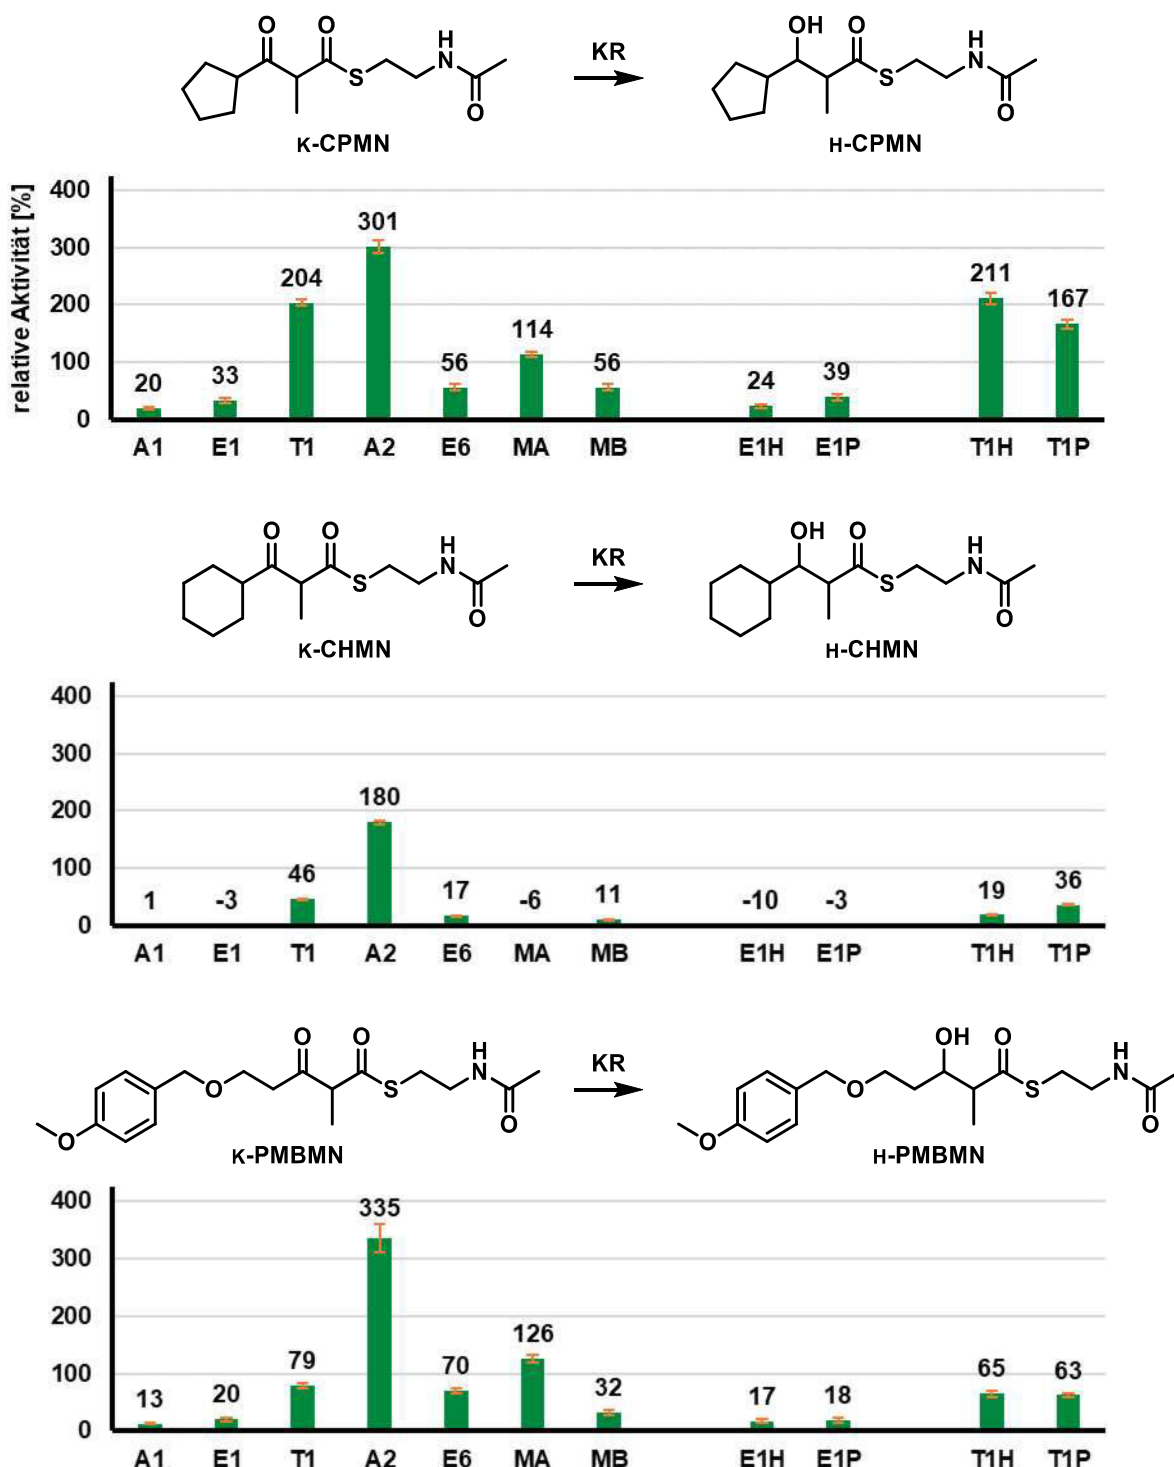 O O OH O
H H
N KR N
S S
O O
K-CPMN H-CPMN
relative Aktivität [%]
400
301
300
204 211
200 167
114
100 56 56
20 33 24 39
0
A1 E1 T1 A2 E6 MA MB E1H E1P T1H T1P
O O OH O
H H
N KR N
S S
O O
K-CHMN H-CHMN
400
300
200 180
100
46 36
1 -3 17 -6 11 -10 -3 19
0
A1 E1 T1 A2 E6 MA MB E1H E1P T1H T1P
O O OH O
H H
N KR N
O S O S
O O O O
K-PMBMN H-PMBMN
400 335
300
200
126
100 79 70 65 63
13 20 32 17 18
0
A1 E1 T1 A2 E6 MA MB E1H E1P T1H T1P